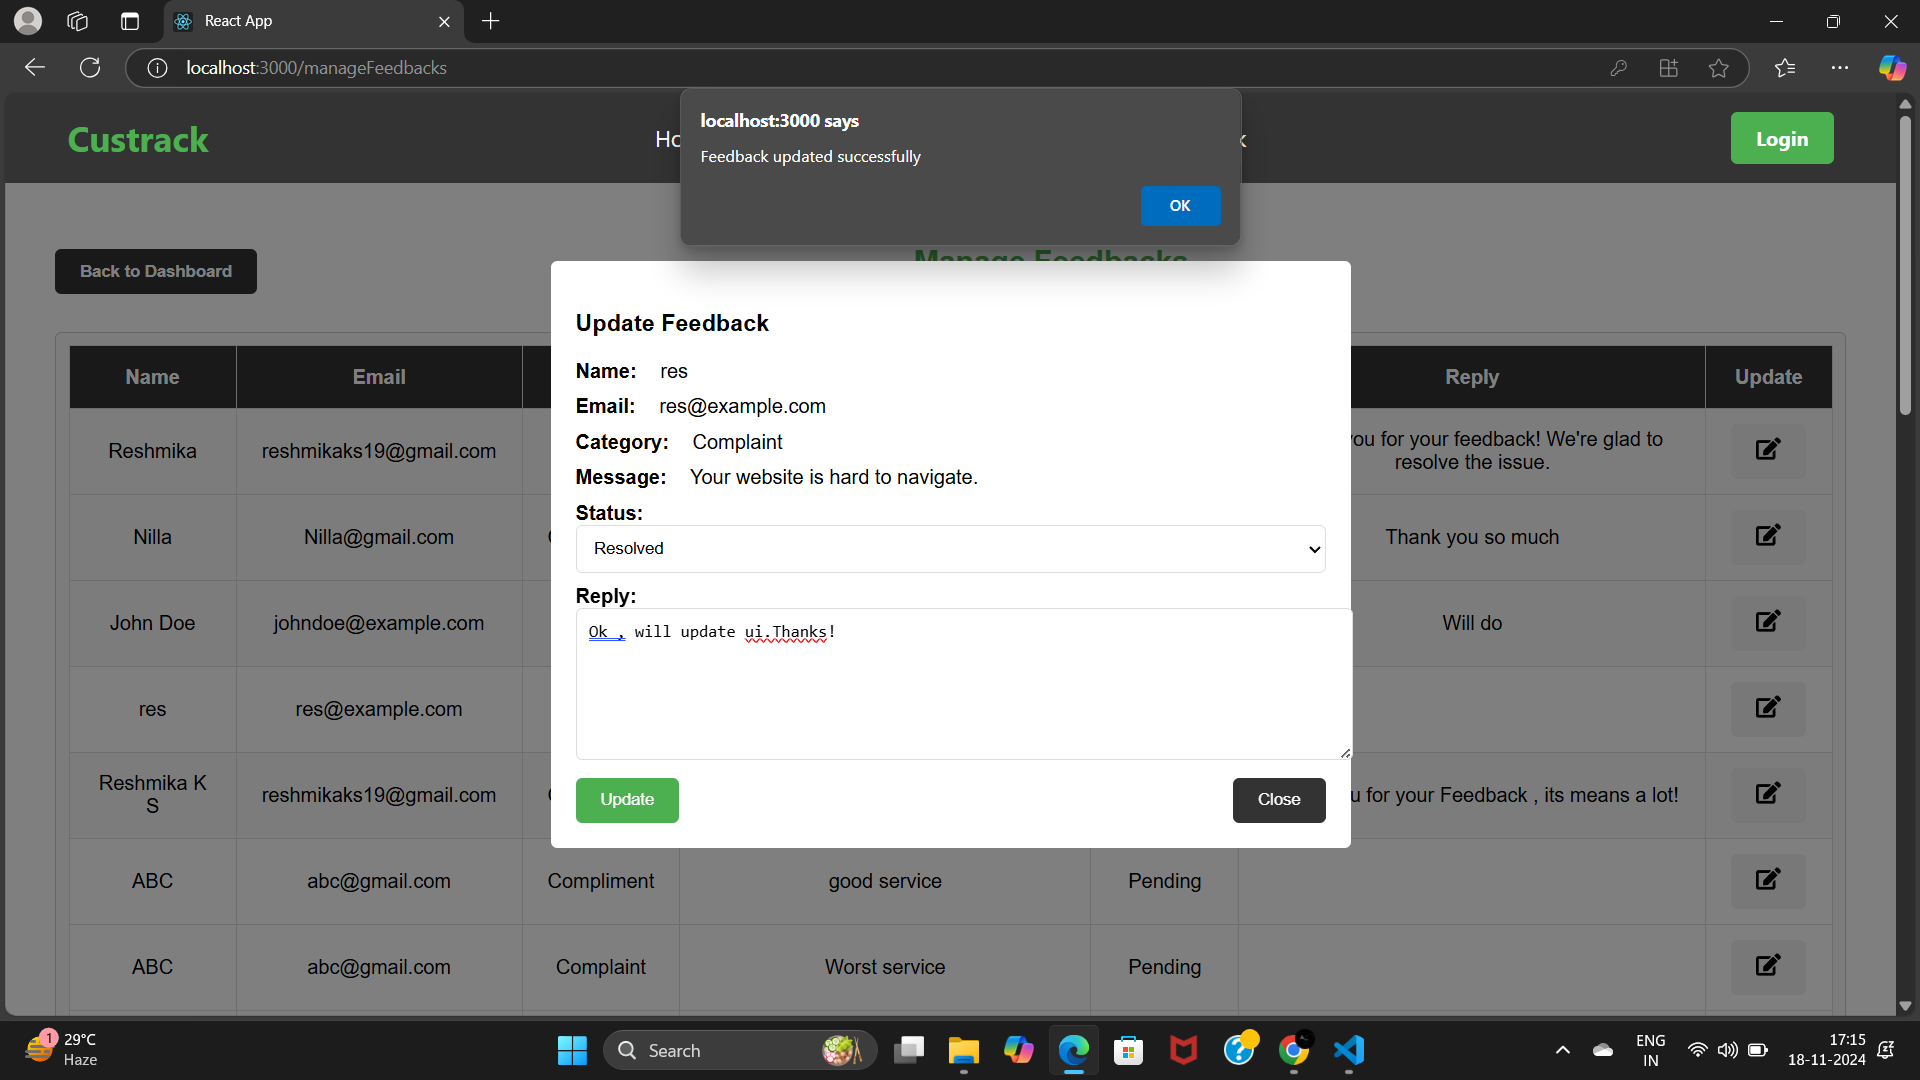 React App
localhost:3000/manageFeedbacks
localhost:3000 says
Feedback updated successfully
OK
Custrack
Login
Back to Dashboard
Manage Feedbacks
Update Feedback
Name: res
Email: res@example.com
Category: Complaint
Message: Your website is hard to navigate.
Status:
Resolved
Reply:
Ok , will update ui.Thanks!
Update Close
Name Email Reply Update
Reshmika reshmikaks19@gmail.com you for your feedback! We're glad to
resolve the issue.
Nilla Nilla@gmail.com Thank you so much
John Doe johndoe@example.com Will do
res res@example.com
Reshmika K
S reshmikaks19@gmail.com for your Feedback , its means a lot!
ABC abc@gmail.com Compliment good service Pending
ABC abc@gmail.com Complaint Worst service Pending
1
29°C
Haze
Search
ENG
IN
17:15
18-11-2024